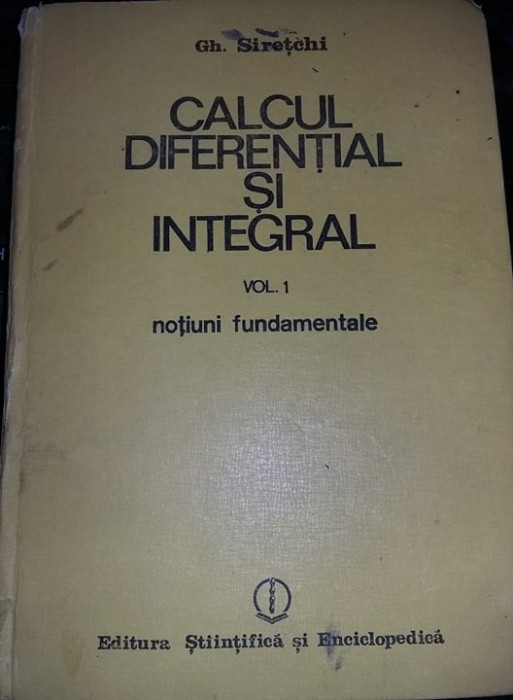 Gh. Sirețchi
CALCUL
DIFERENȚIAL
ȘI
INTEGRAL
VOL. 1
noțiuni fundamentale
Editura Științifică și Enciclopedică